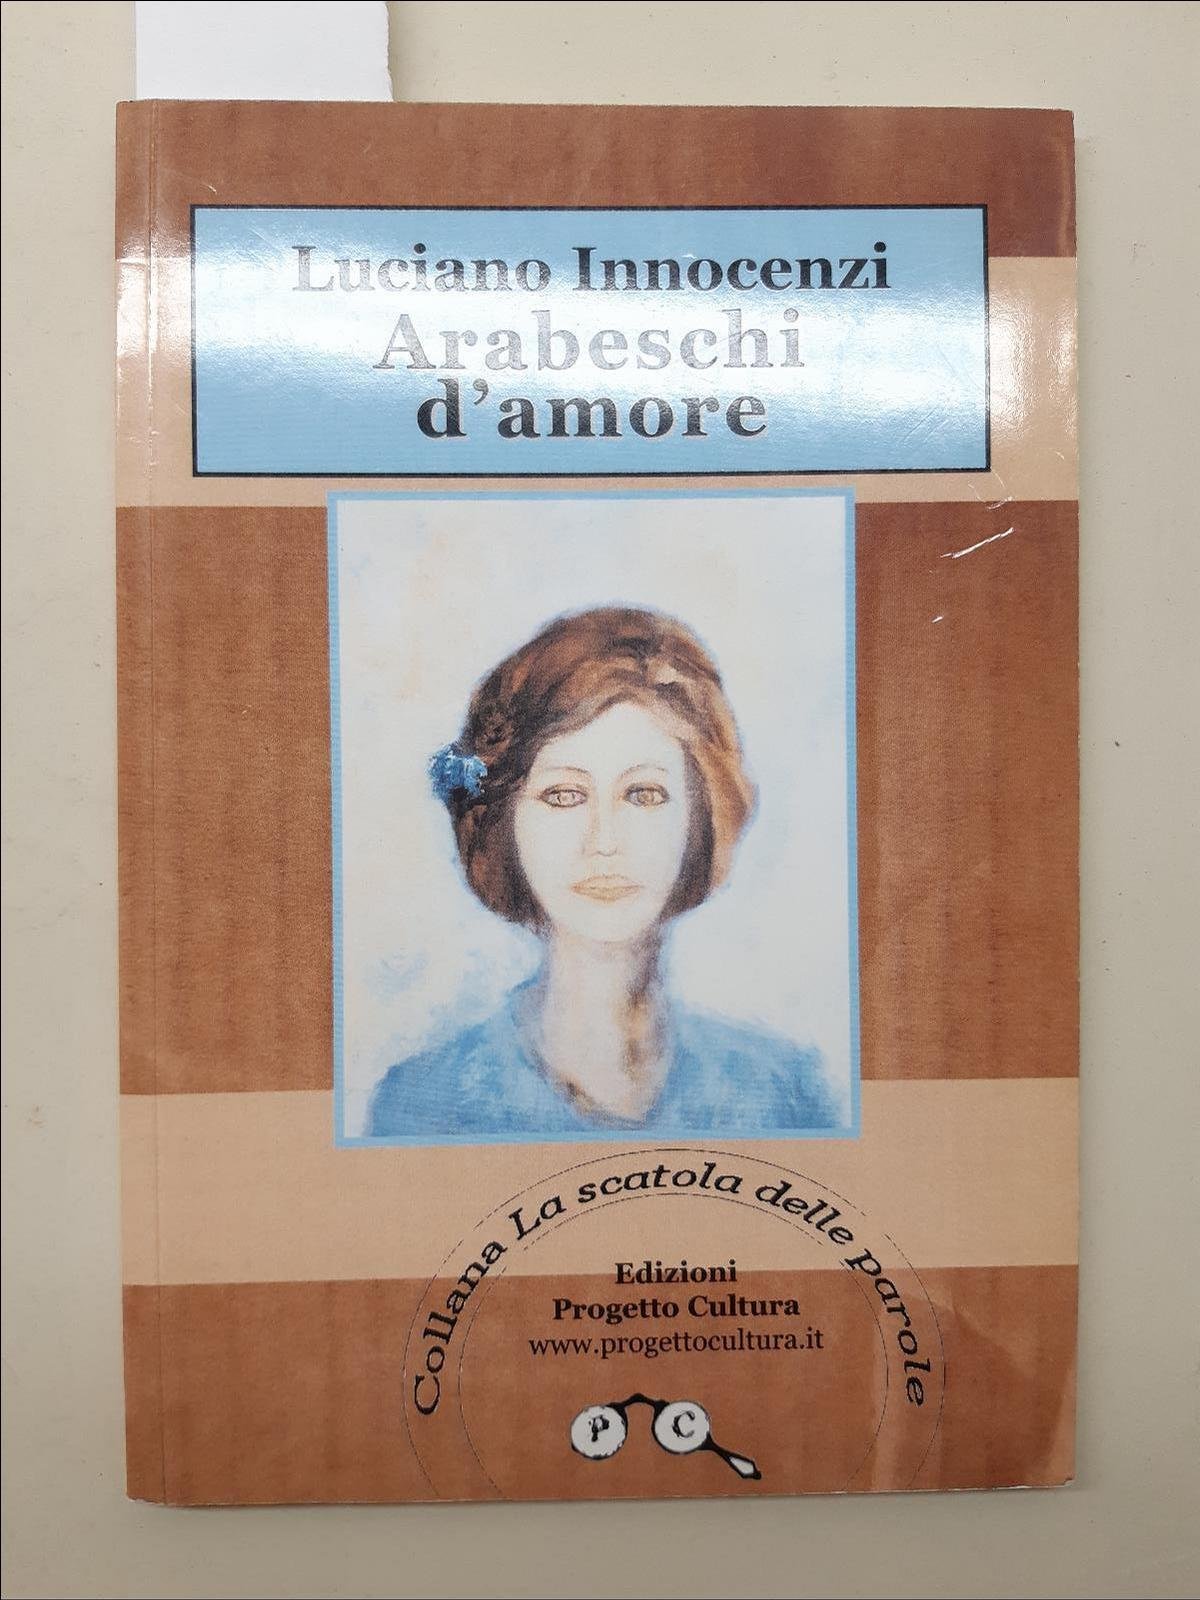 Luciano Innocenzi
Arabeschi
d'amore
Collana La scatola delle parole
Edizioni
Progetto Cultura
www.progettocultura.it
P C